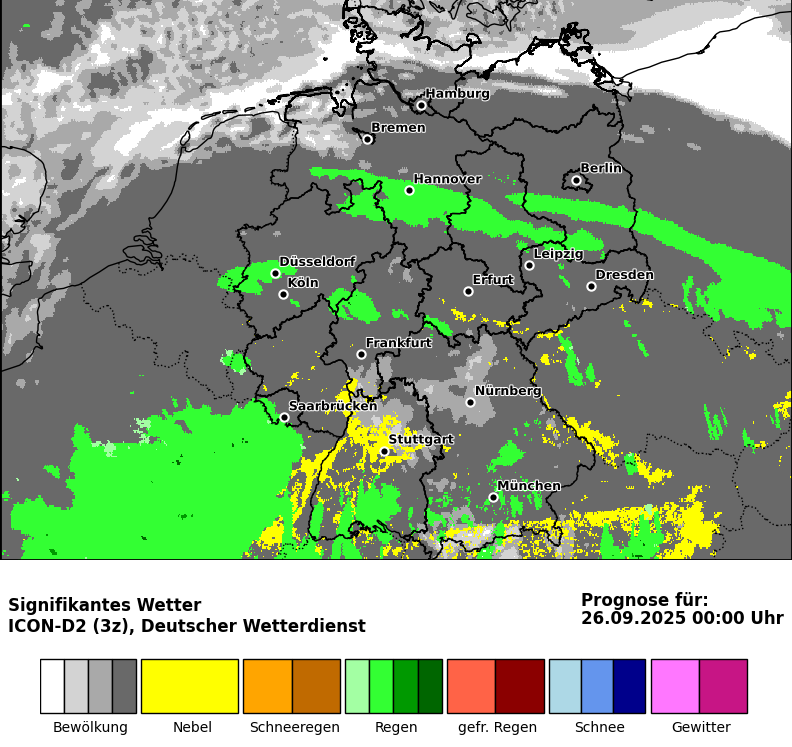 Hamburg
Bremen
Berlin
Hannover
Leipzig
Düsseldorf
Dresden
Köln
Erfurt
Frankfurt
Nürnberg
Saarbrücken
Stuttgart
München
Signifikantes Wetter
ICON-D2 (3z), Deutscher Wetterdienst
Prognose für:
26.09.2025 00:00 Uhr
Bewölkung
Nebel
Schneeregen
Regen
gefr. Regen
Schnee
Gewitter